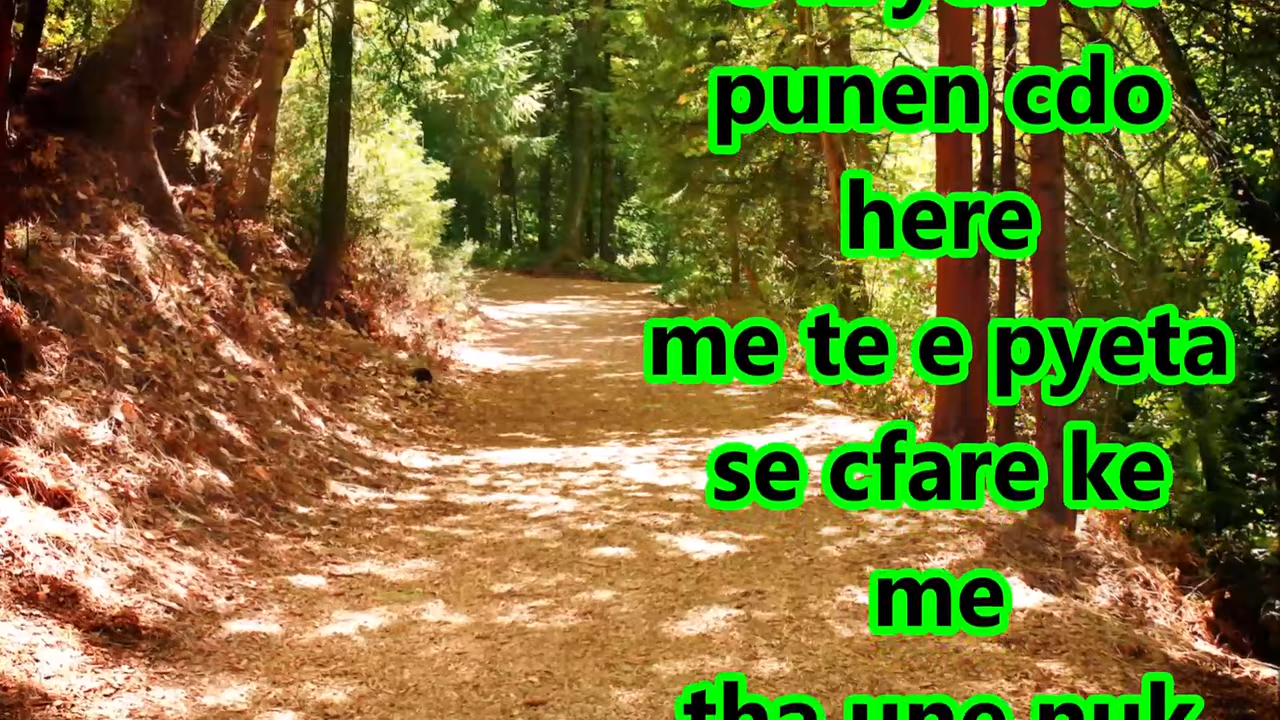 punen cdo
here
me te e pyeta
se cfare ke
me
tha une nuk